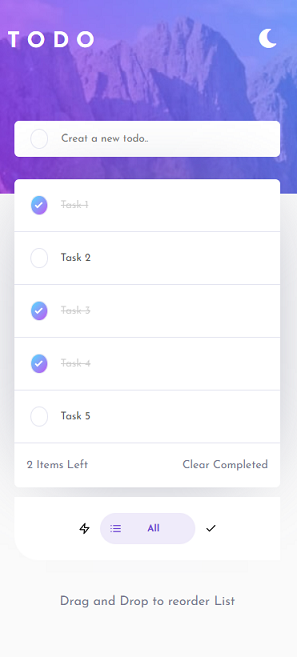 TODO
Creat a new todo..
Task 1
Task 2
Task 3
Task 4
Task 5
2 Items Left Clear Completed
All
Drag and Drop to reorder List